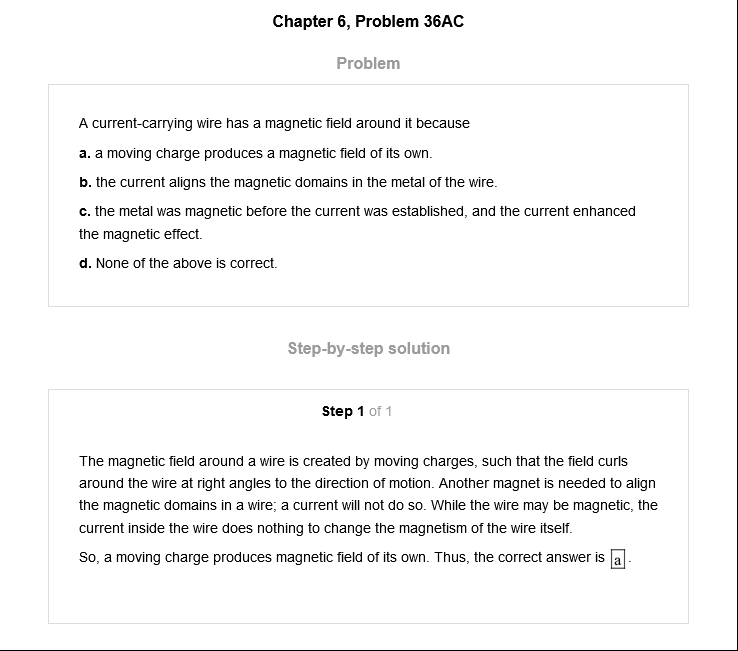 Chapter 6, Problem 36AC
Problem
A current-carrying wire has a magnetic field around it because
a. a moving charge produces a magnetic field of its own.
b. the current aligns the magnetic domains in the metal of the wire.
c. the metal was magnetic before the current was established, and the current enhanced
the magnetic effect.
d. None of the above is correct.
Step-by-step solution
Step 1 of 1
The magnetic field around a wire is created by moving charges, such that the field curls
around the wire at right angles to the direction of motion. Another magnet is needed to align
the magnetic domains in a wire; a current will not do so. While the wire may be magnetic, the
current inside the wire does nothing to change the magnetism of the wire itself.
So, a moving charge produces magnetic field of its own. Thus, the correct answer is a.